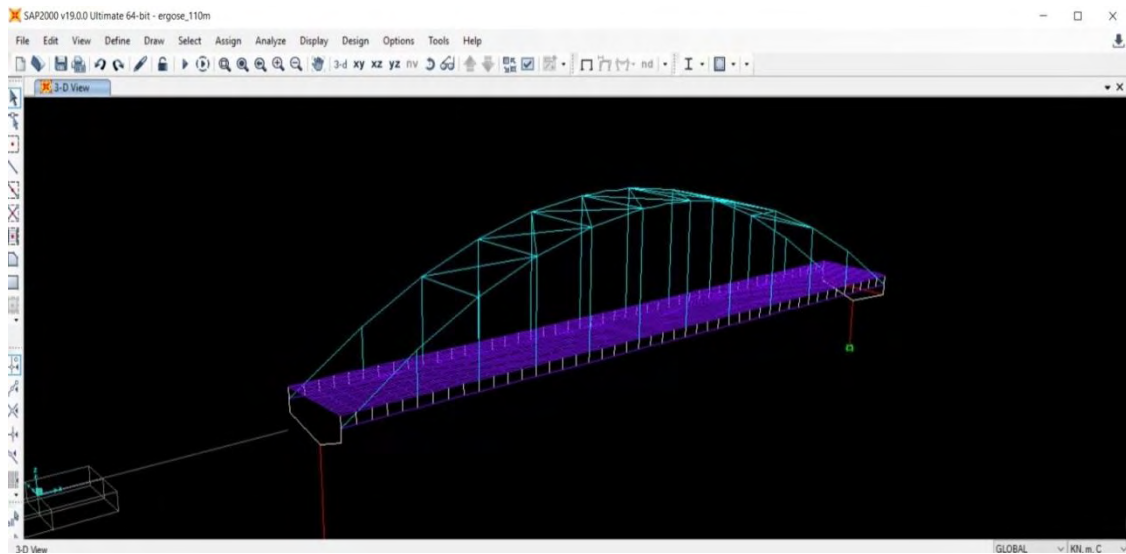 SAP2000 v19.0.0 Ultimate 64-bit - ergose_110m
File Edit View Define Draw Select Assign Analyze Display Design Options Tools Help
3-d xy xz yz nv nd
3-D View
3-D View GLOBAL KN, m, C